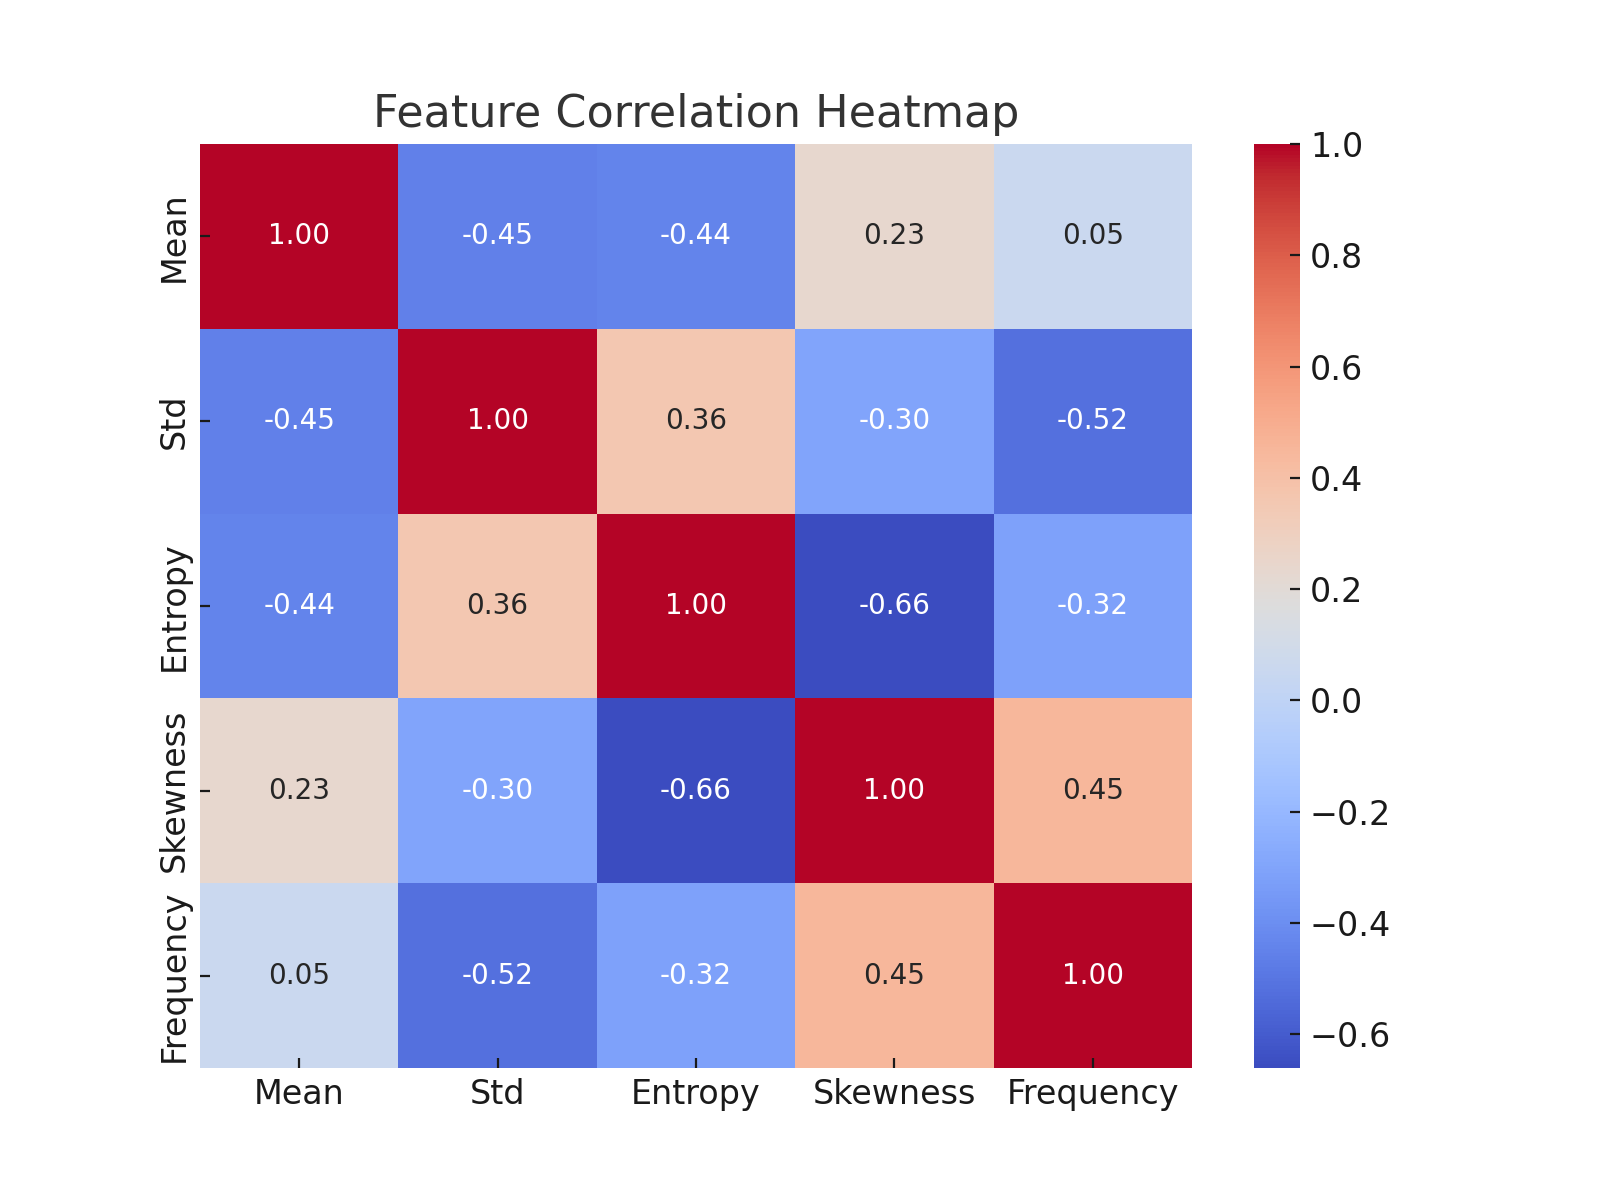 Feature Correlation Heatmap
Mean 1.00 -0.45 -0.44 0.23 0.05
Std -0.45 1.00 0.36 -0.30 -0.52
Entropy -0.44 0.36 1.00 -0.66 -0.32
Skewness 0.23 -0.30 -0.66 1.00 0.45
Frequency 0.05 -0.52 -0.32 0.45 1.00
Mean Std Entropy Skewness Frequency
1.0
0.8
0.6
0.4
0.2
0.0
−0.2
−0.4
−0.6